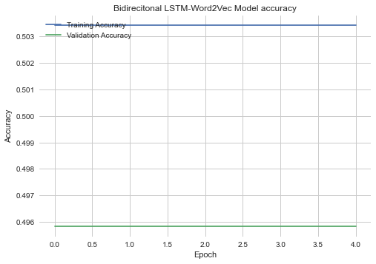 Bidirecitonal LSTM-Word2Vec Model accuracy
Training Accuracy
Validation Accuracy
Accuracy
0.503
0.502
0.501
0.500
0.499
0.498
0.497
0.496
0.0 0.5 1.0 1.5 2.0 2.5 3.0 3.5 4.0
Epoch